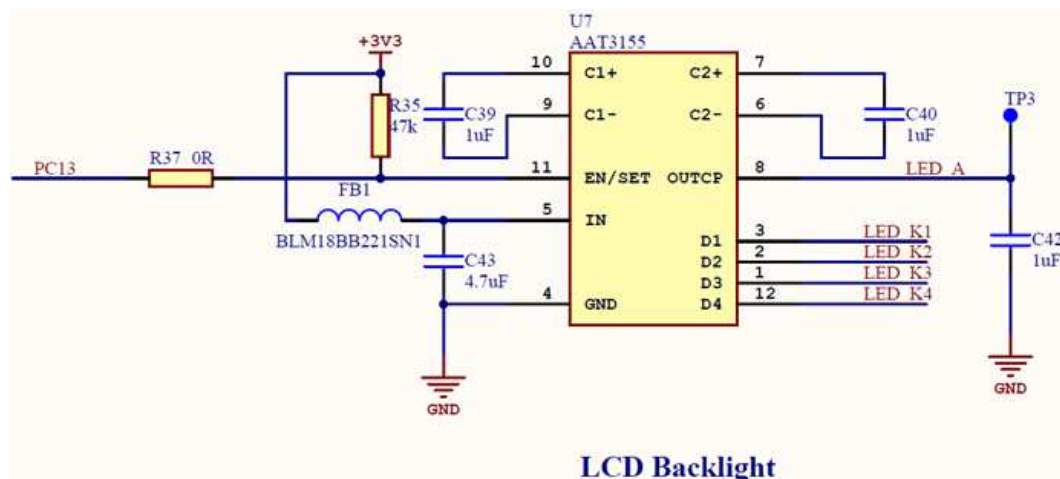 U7
AAT3155
+3V3
10
C1+
C2+
7
R35
47k
C39
1uF
9
C1-
C2-
6
C40
1uF
TP3
PC13
R37 0R
11
EN/SET
OUTCP
8
LED_A
FB1
BLM18BB221SN1
5
IN
C43
4.7uF
D1
3
LED_K1
D2
2
LED_K2
D3
1
LED_K3
D4
12
LED_K4
C42
1uF
4
GND
GND
GND
LCD Backlight